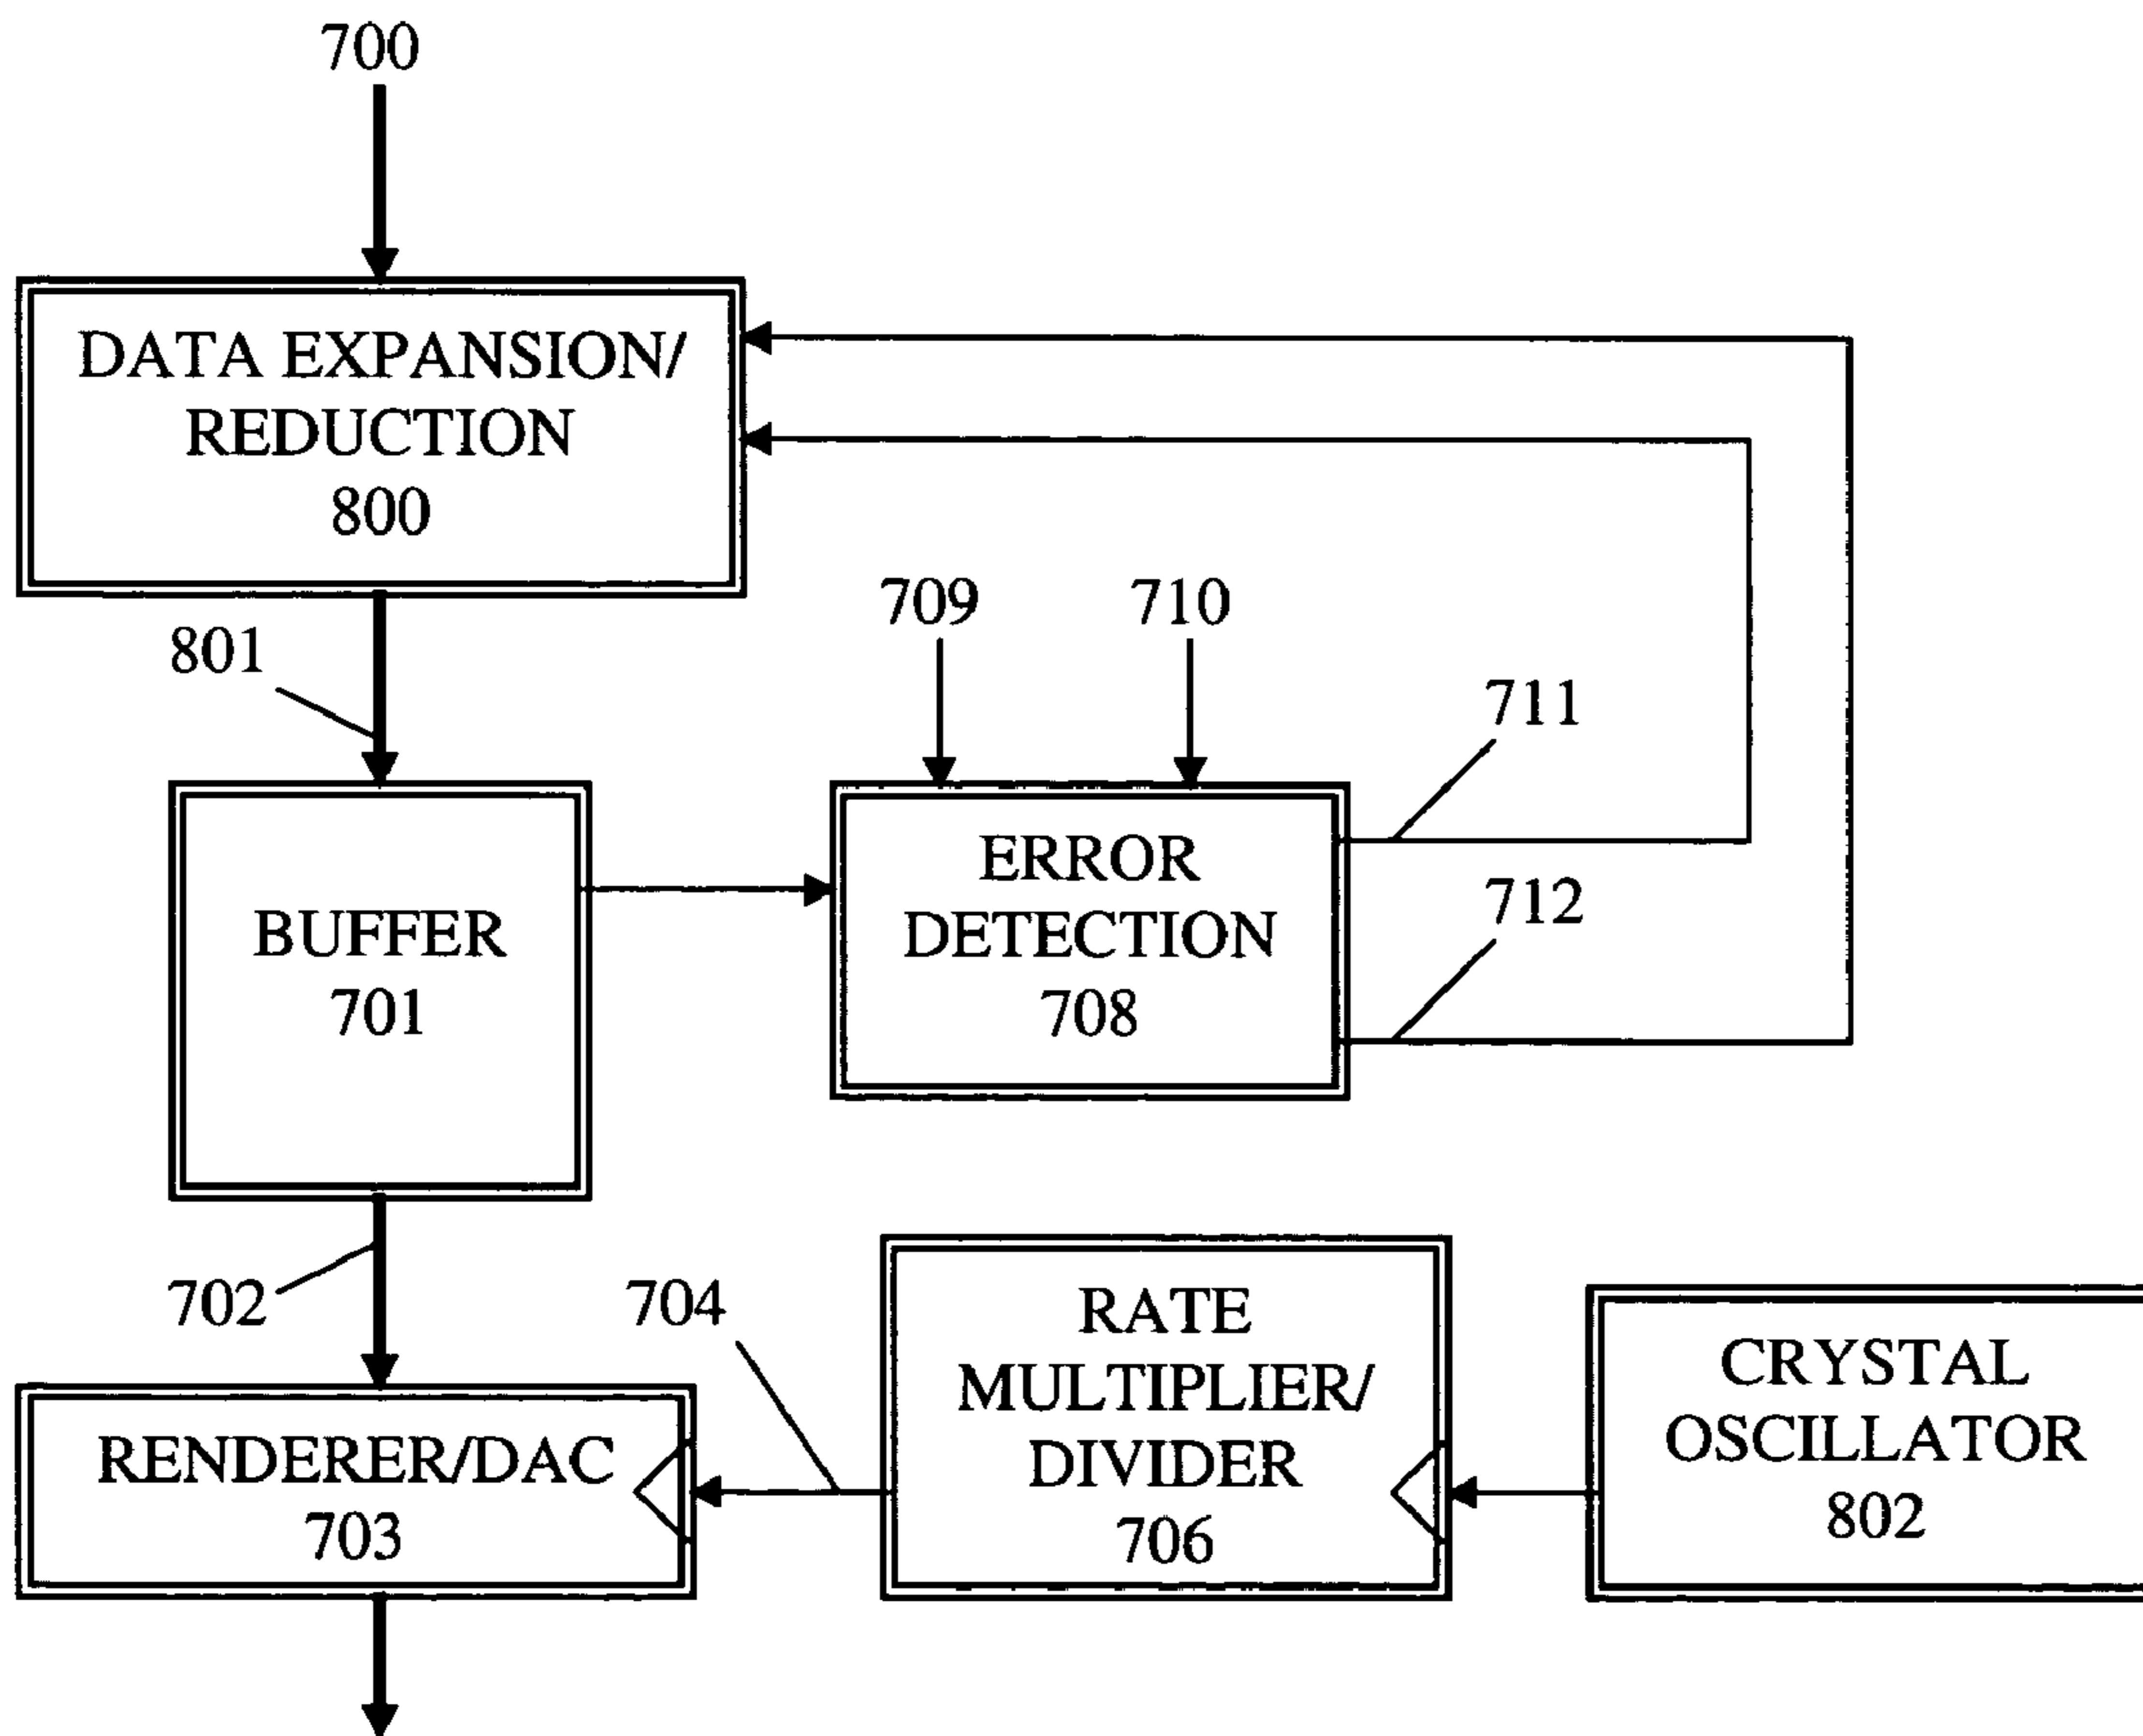 700
DATA EXPANSION/
REDUCTION
800
801
709
710
711
712
BUFFER
701
ERROR
DETECTION
708
702
704
RENDERER/DAC
703
RATE
MULTIPLIER/
DIVIDER
706
CRYSTAL
OSCILLATOR
802